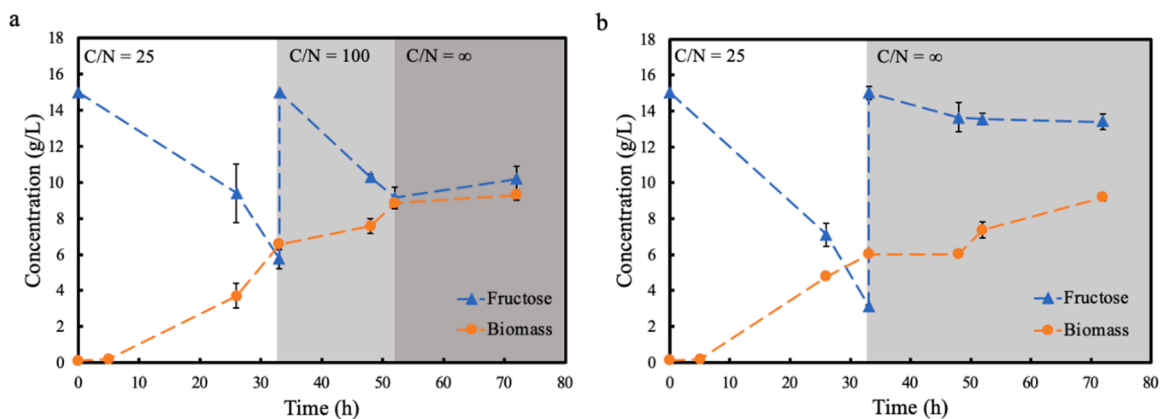 a
C/N = 25
C/N = 100
C/N = ∞
18
16
14
12
10
8
6
4
2
0
Concentration (g/L)
Fructose
Biomass
0 10 20 30 40 50 60 70 80
Time (h)
b
C/N = 25
C/N = ∞
18
16
14
12
10
8
6
4
2
0
Concentration (g/L)
Fructose
Biomass
0 10 20 30 40 50 60 70 80
Time (h)